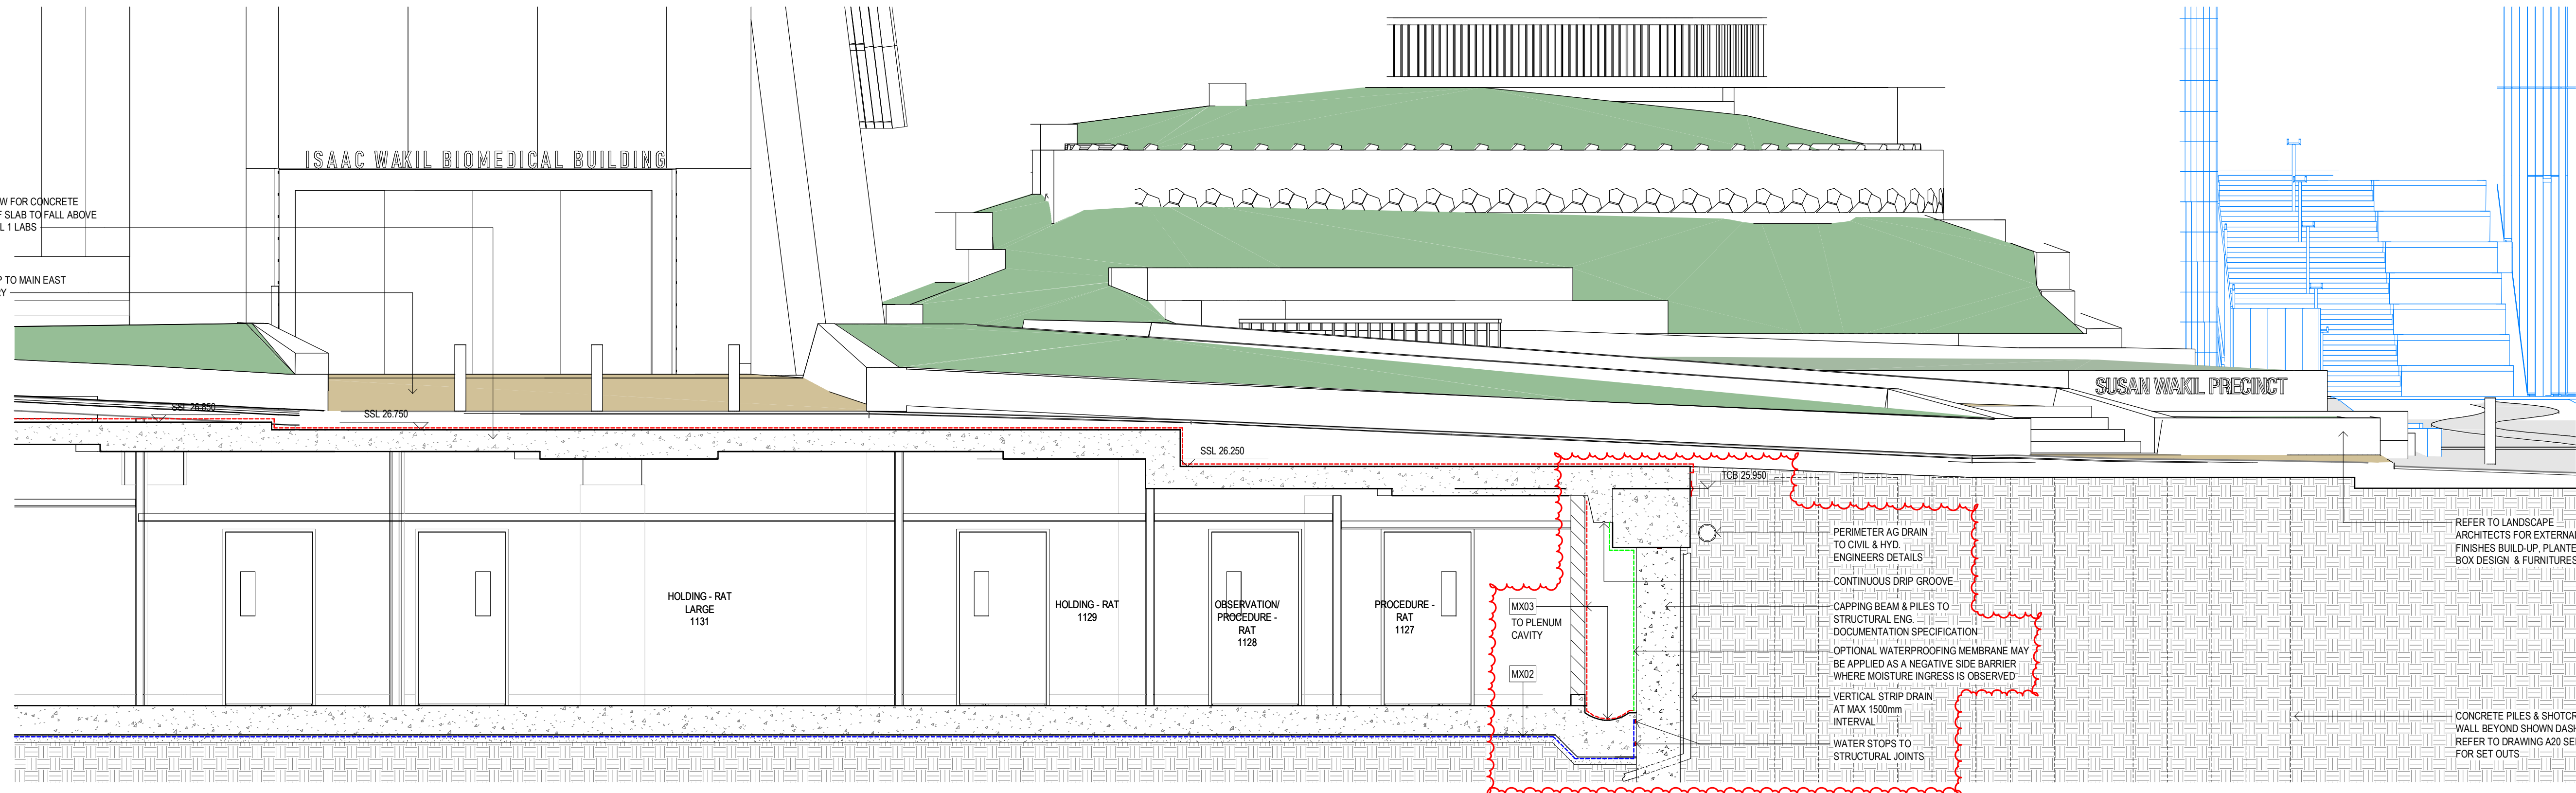 ISAAC WAKIL BIOMEDICAL BUILDING
W FOR CONCRETE
F SLAB TO FALL ABOVE
L 1 LABS
P TO MAIN EAST
RY
SSL 26.850
SSL 26.750
SSL 26.250
TCB 25.950
SUSAN WAKIL PRECINCT
HOLDING - RAT
LARGE
1131
HOLDING - RAT
1129
OBSERVATION/
PROCEDURE -
RAT
1128
PROCEDURE -
RAT
1127
MX03
TO PLENUM
CAVITY
MX02
PERIMETER AG DRAIN
TO CIVIL & HYD.
ENGINEERS DETAILS
CONTINUOUS DRIP GROOVE
CAPPING BEAM & PILES TO
STRUCTURAL ENG.
DOCUMENTATION SPECIFICATION
OPTIONAL WATERPROOFING MEMBRANE MAY
BE APPLIED AS A NEGATIVE SIDE BARRIER
WHERE MOISTURE INGRESS IS OBSERVED
VERTICAL STRIP DRAIN
AT MAX 1500mm
INTERVAL
WATER STOPS TO
STRUCTURAL JOINTS
REFER TO LANDSCAPE
ARCHITECTS FOR EXTERNAL
FINISHES BUILD-UP, PLANTE
BOX DESIGN & FURNITURES
CONCRETE PILES & SHOTCR
WALL BEYOND SHOWN DASH
REFER TO DRAWING A20 SE
FOR SET OUTS